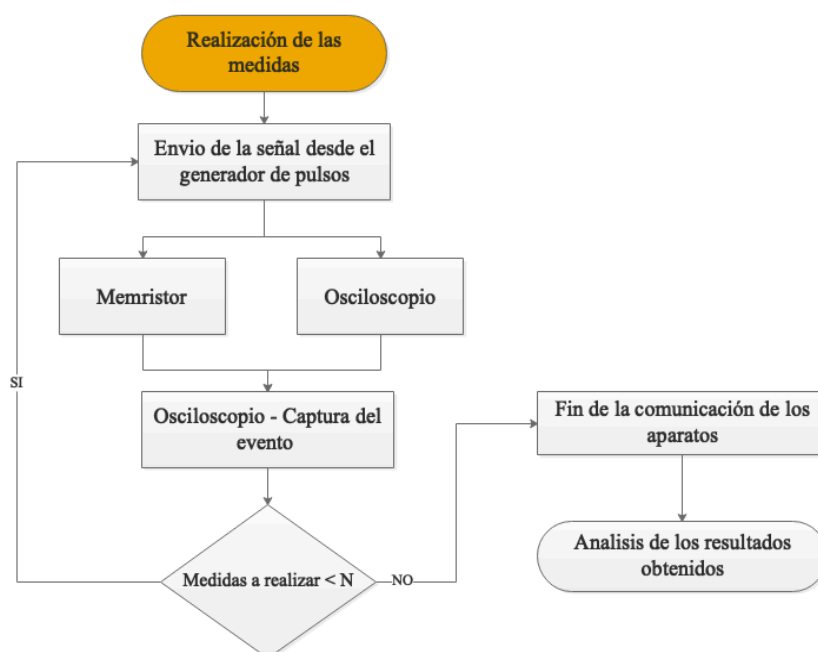 Realización de las
medidas
Envio de la señal desde el
generador de pulsos
Memristor
Osciloscopio
SI
Osciloscopio - Captura del
evento
Fin de la comunicación de los
aparatos
Medidas a realizar < N
NO
Analisis de los resultados
obtenidos